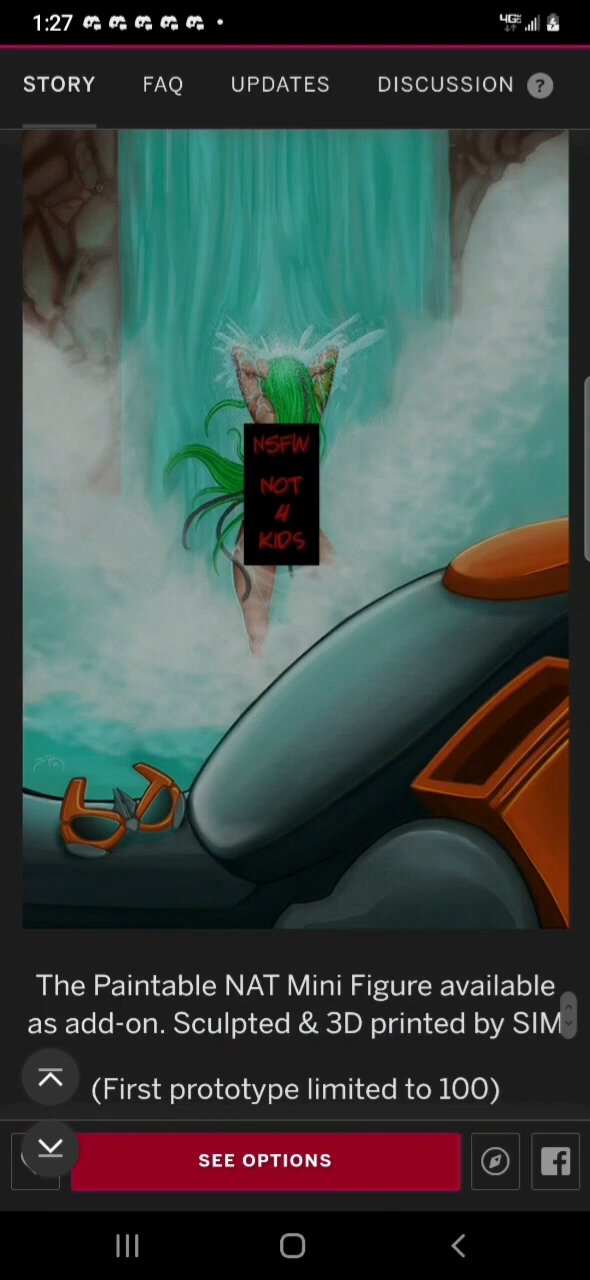 1:27
4GE
STORY FAQ UPDATES DISCUSSION ?
NSFW
NOT
4
KIDS
The Paintable NAT Mini Figure available
as add-on. Sculpted & 3D printed by SIM
(First prototype limited to 100)
SEE OPTIONS